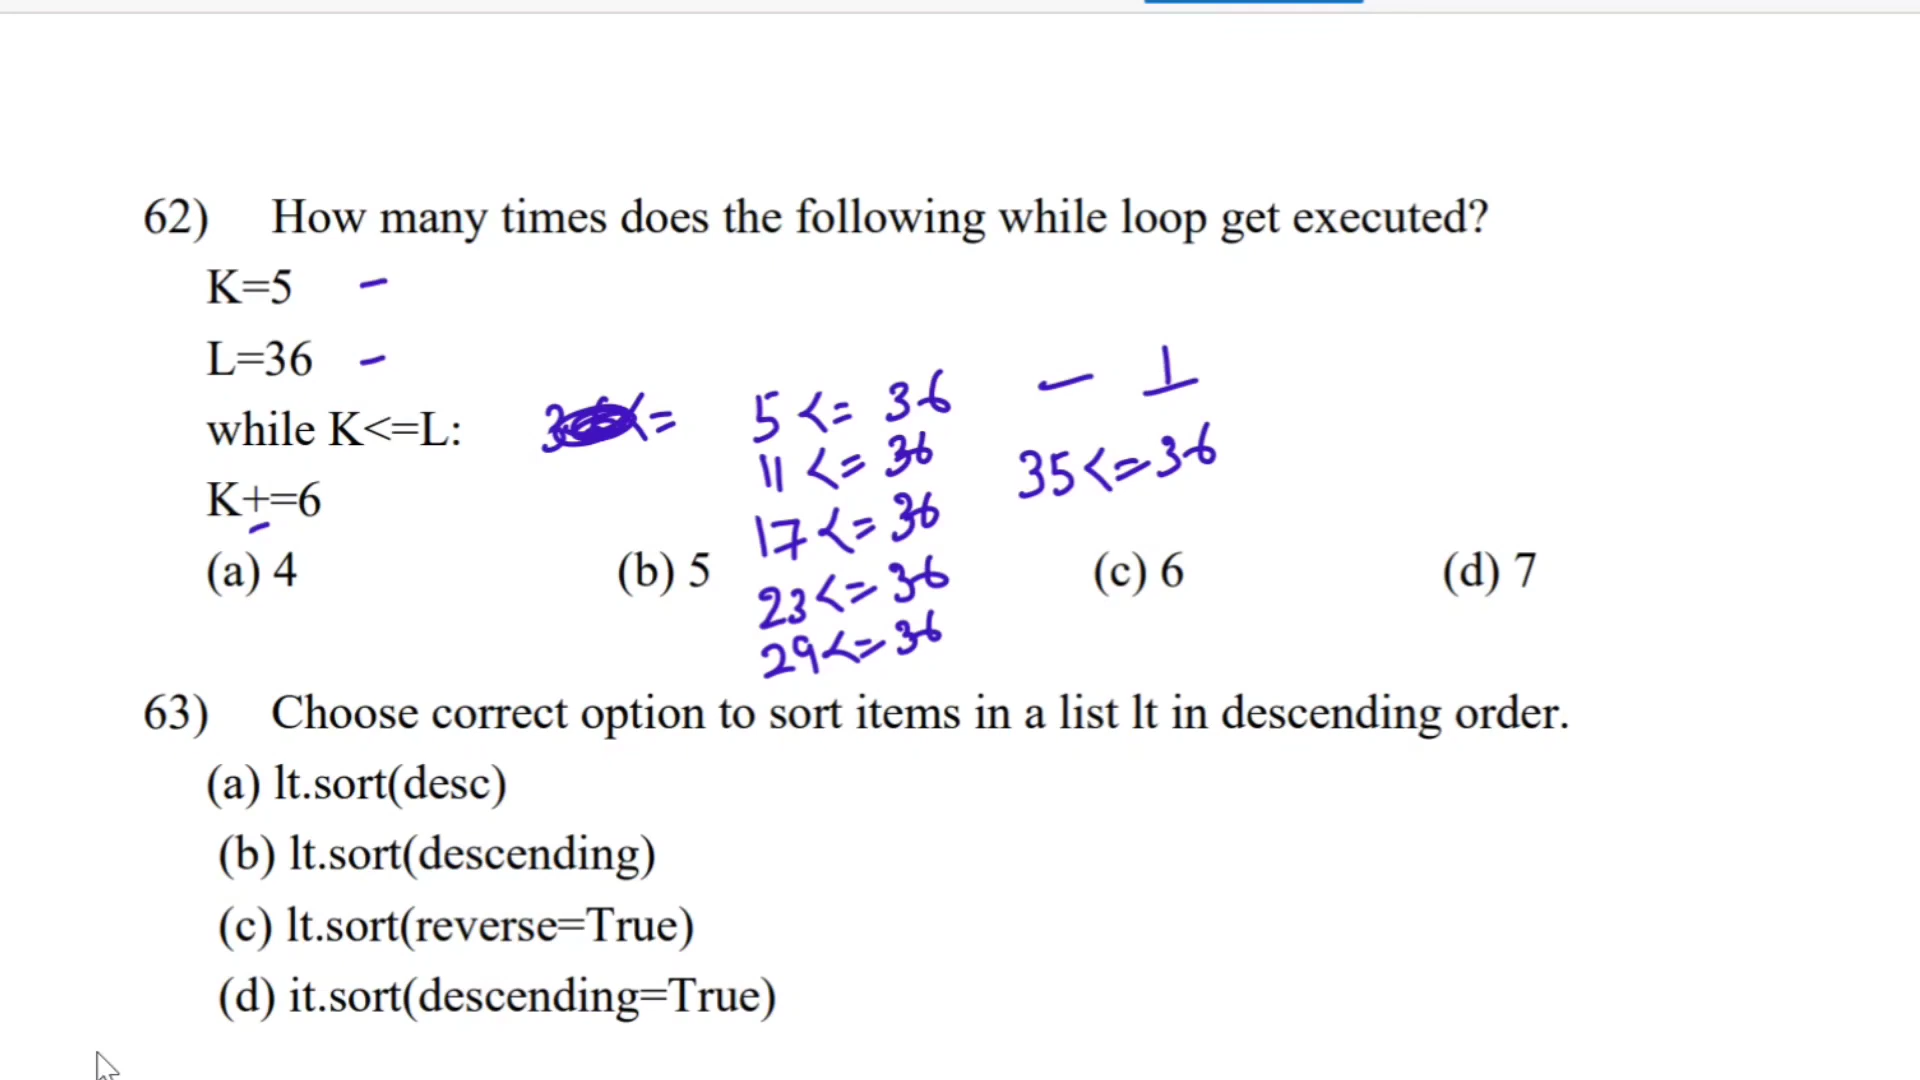 62) How many times does the following while loop get executed?
K=5 -
L=36 -
while K<=L: <= 5 <= 36 - 1
11 <= 36 35<=36
K+=6 17 <= 36
(a) 4 (b) 5 (c) 6 (d) 7
23<=36
29<=36
63) Choose correct option to sort items in a list lt in descending order.
(a) lt.sort(desc)
(b) lt.sort(descending)
(c) lt.sort(reverse=True)
(d) it.sort(descending=True)